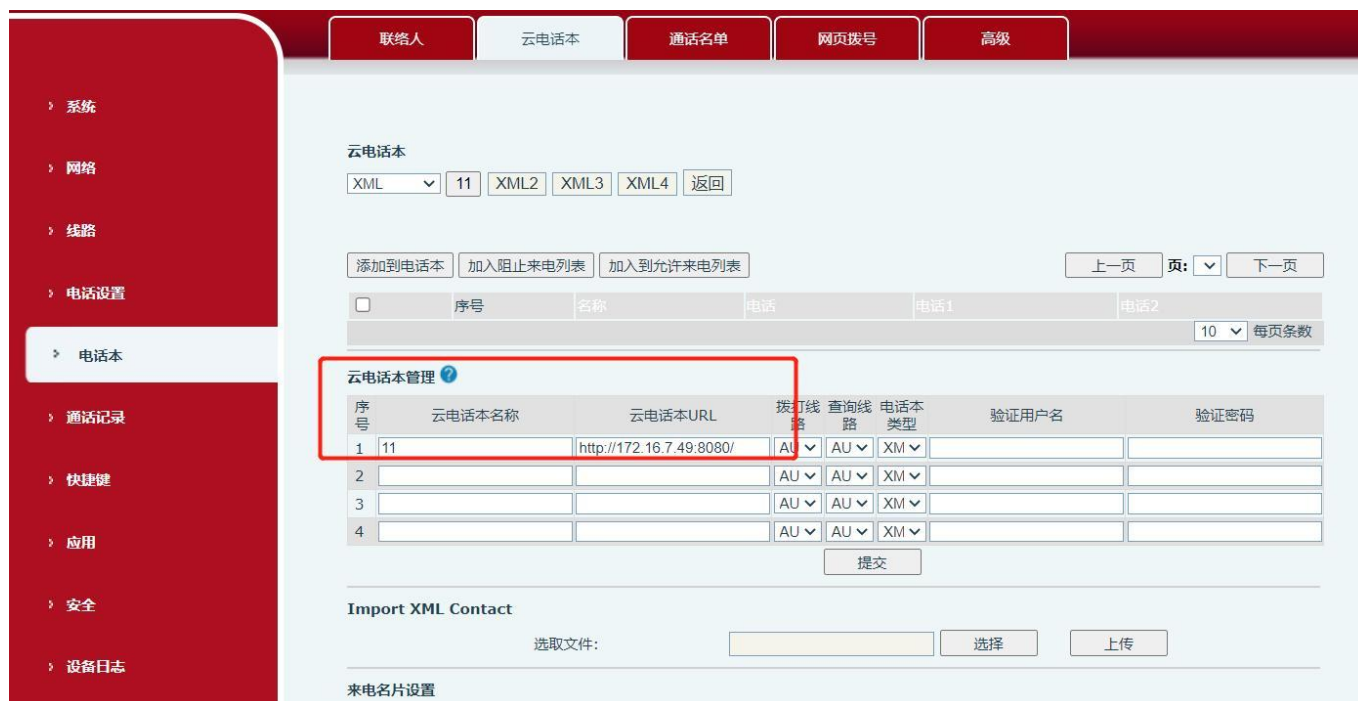 联络人 云电话本 通话名单 网页拨号 高级
系统
网络
线路
电话设置
电话本
通话记录
快捷键
应用
安全
设备日志
云电话本
XML 11 XML2 XML3 XML4 返回
添加到电话本 加入阻止来电列表 加入到允许来电列表 上一页 页: 下一页
序号 名称 电话 电话1 电话2
10 每页条数
云电话本管理 ?
序号 云电话本名称 云电话本URL 拨打线路 查询线路 电话本类型 验证用户名 验证密码
1 11 http://172.16.7.49:8080/ AU AU XM
2 AU AU XM
3 AU AU XM
4 AU AU XM
提交
Import XML Contact
选取文件: 选择 上传
来电名片设置